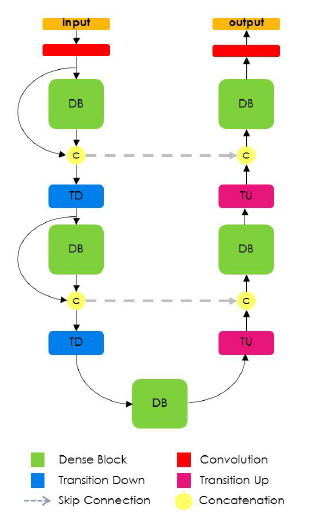 input
output
DB
DB
C
C
TD
TU
DB
DB
C
C
TD
TU
DB
Dense Block
Convolution
Transition Down
Transition Up
Skip Connection
Concatenation